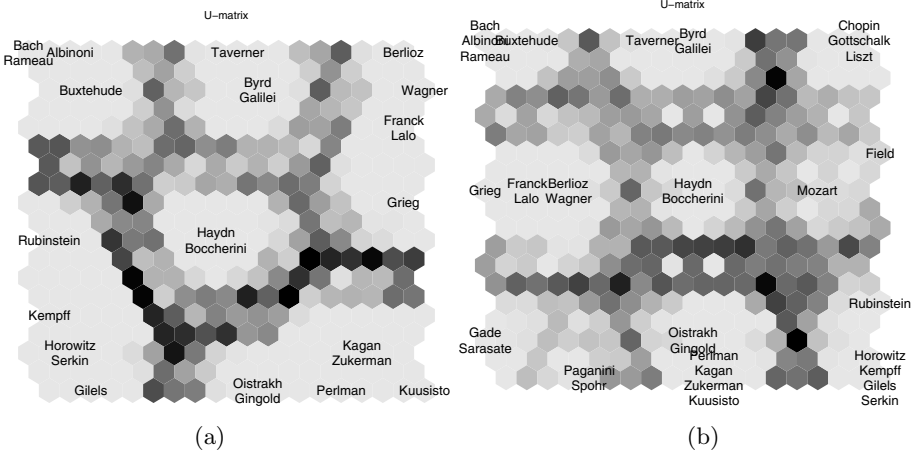 U-matrix
Bach
Rameau
Albinoni
Taverner
Berlioz
Buxtehude
Byrd
Galilei
Wagner
Franck
Lalo
Grieg
Rubinstein
Haydn
Boccherini
Kempff
Horowitz
Serkin
Kagan
Zukerman
Gilels
Oistrakh
Gingold
Perlman
Kuusisto
(a)
U-matrix
Bach
Albinoni
Rameau
Buxtehude
Taverner
Byrd
Galilei
Chopin
Gottschalk
Liszt
Field
Grieg
Franck
Lalo
Berlioz
Wagner
Haydn
Boccherini
Mozart
Rubinstein
Gade
Sarasate
Oistrakh
Gingold
Perlman
Kagan
Zukerman
Kuusisto
Paganini
Spohr
Horowitz
Kempff
Gilels
Serkin
(b)